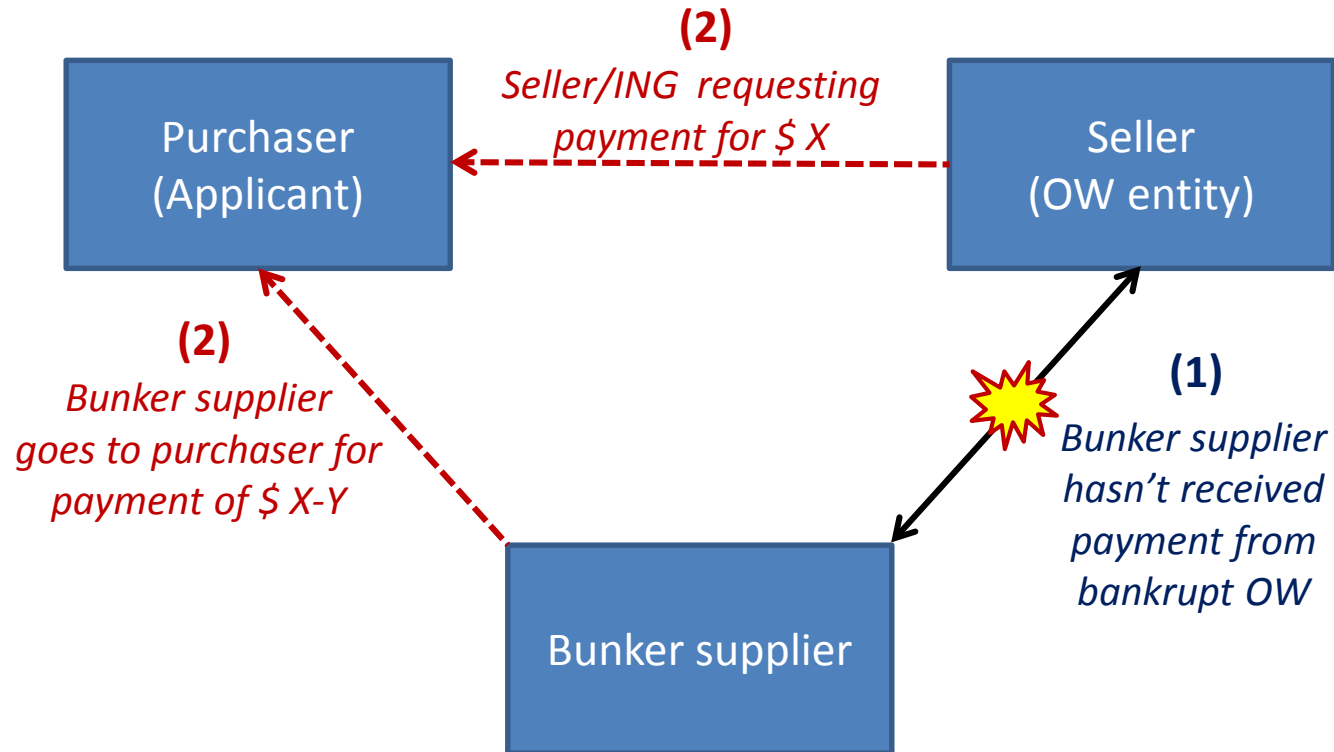 (2)
Seller/ING requesting
payment for $ X
Purchaser
(Applicant)
Seller
(OW entity)
(2)
Bunker supplier
goes to purchaser for
payment of $ X-Y
(1)
Bunker supplier
hasn't received
payment from
bankrupt OW
Bunker supplier